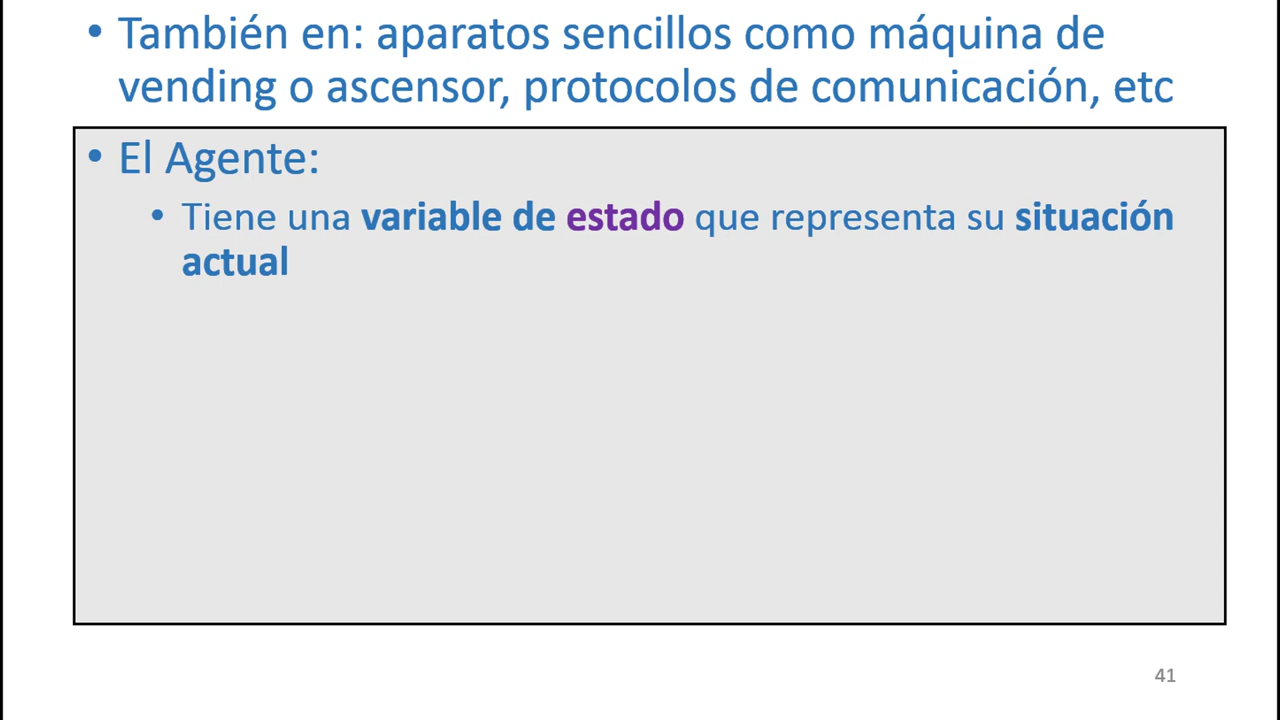 • También en: aparatos sencillos como máquina de
vending o ascensor, protocolos de comunicación, etc
• El Agente:
• Tiene una variable de estado que representa su situación
actual
41